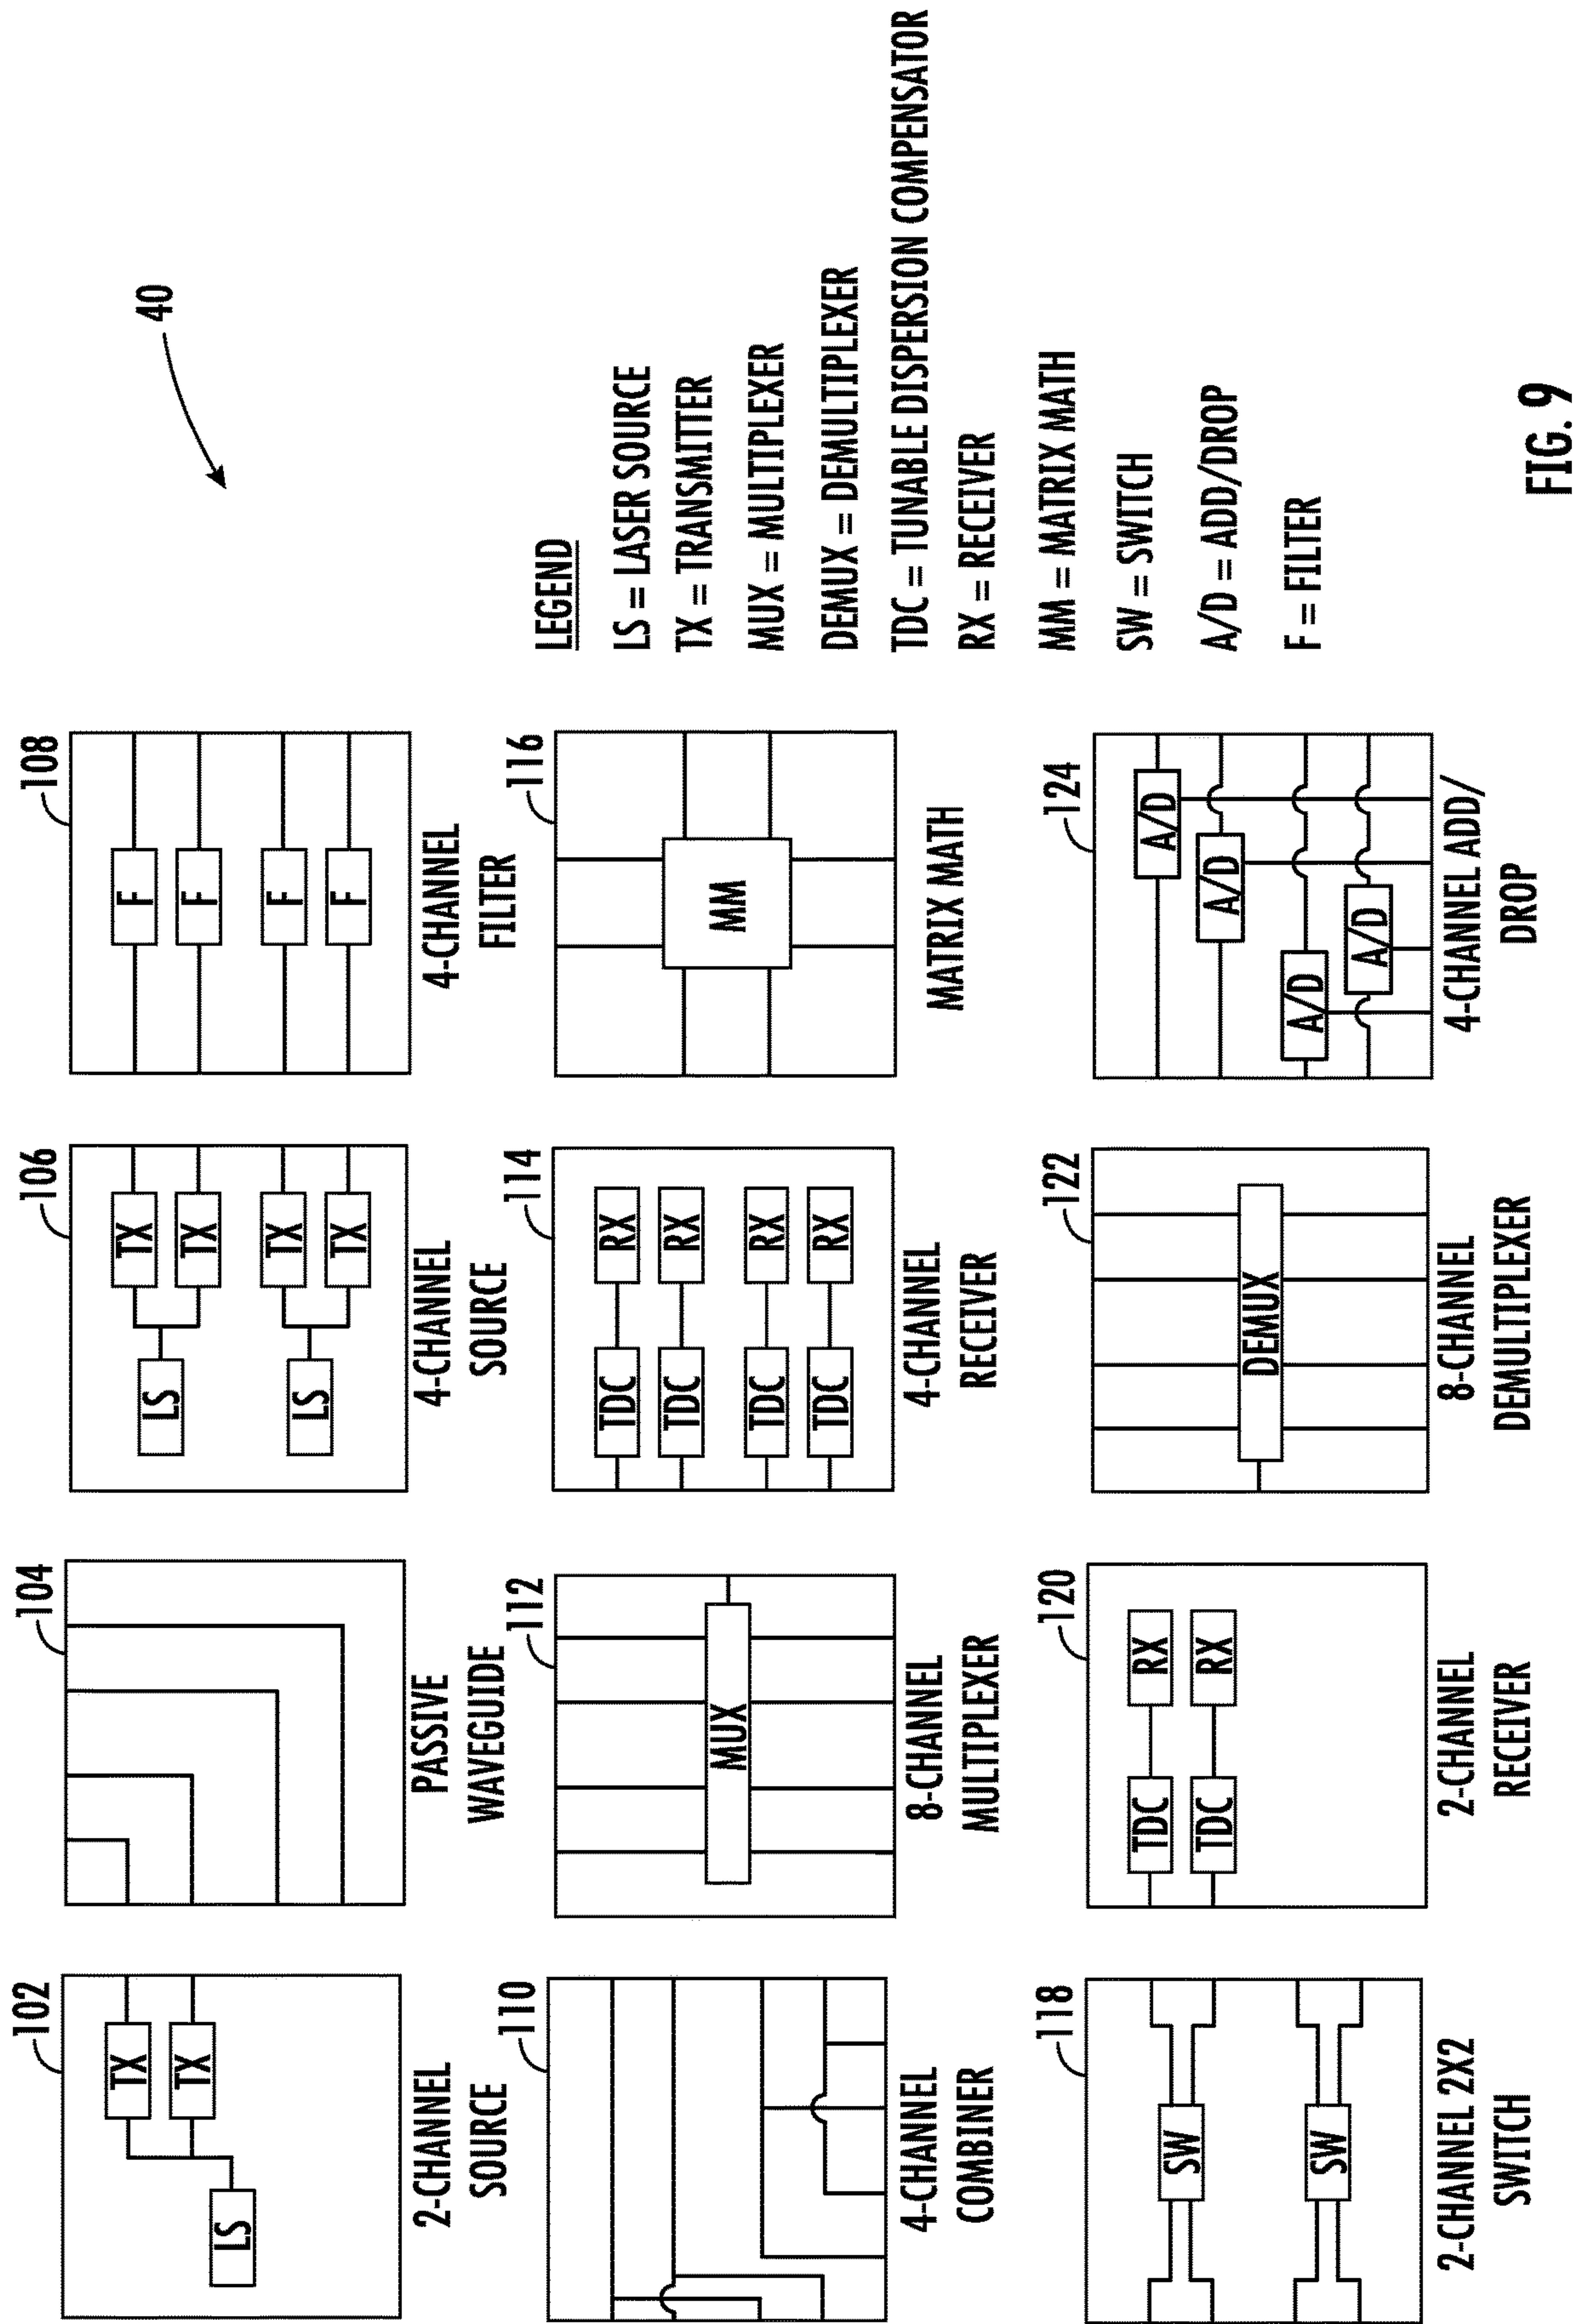 40
102
TX
TX
LS
2-CHANNEL
SOURCE
104
PASSIVE
WAVEGUIDE
106
LS
TX
TX
LS
TX
TX
4-CHANNEL
SOURCE
108
F
F
F
F
4-CHANNEL
FILTER
110
4-CHANNEL
COMBINER
112
MUX
8-CHANNEL
MULTIPLEXER
114
TDC
RX
TDC
RX
TDC
RX
TDC
RX
4-CHANNEL
RECEIVER
116
MM
MATRIX MATH
118
SW
SW
2-CHANNEL 2X2
SWITCH
120
TDC
RX
TDC
RX
2-CHANNEL
RECEIVER
122
DEMUX
8-CHANNEL
DEMULTIPLEXER
124
A/D
A/D
A/D
A/D
4-CHANNEL ADD/
DROP
LEGEND
LS = LASER SOURCE
TX = TRANSMITTER
MUX = MULTIPLEXER
DEMUX = DEMULTIPLEXER
TDC = TUNABLE DISPERSION COMPENSATOR
RX = RECEIVER
MM = MATRIX MATH
SW = SWITCH
A/D = ADD/DROP
F = FILTER
FIG. 9